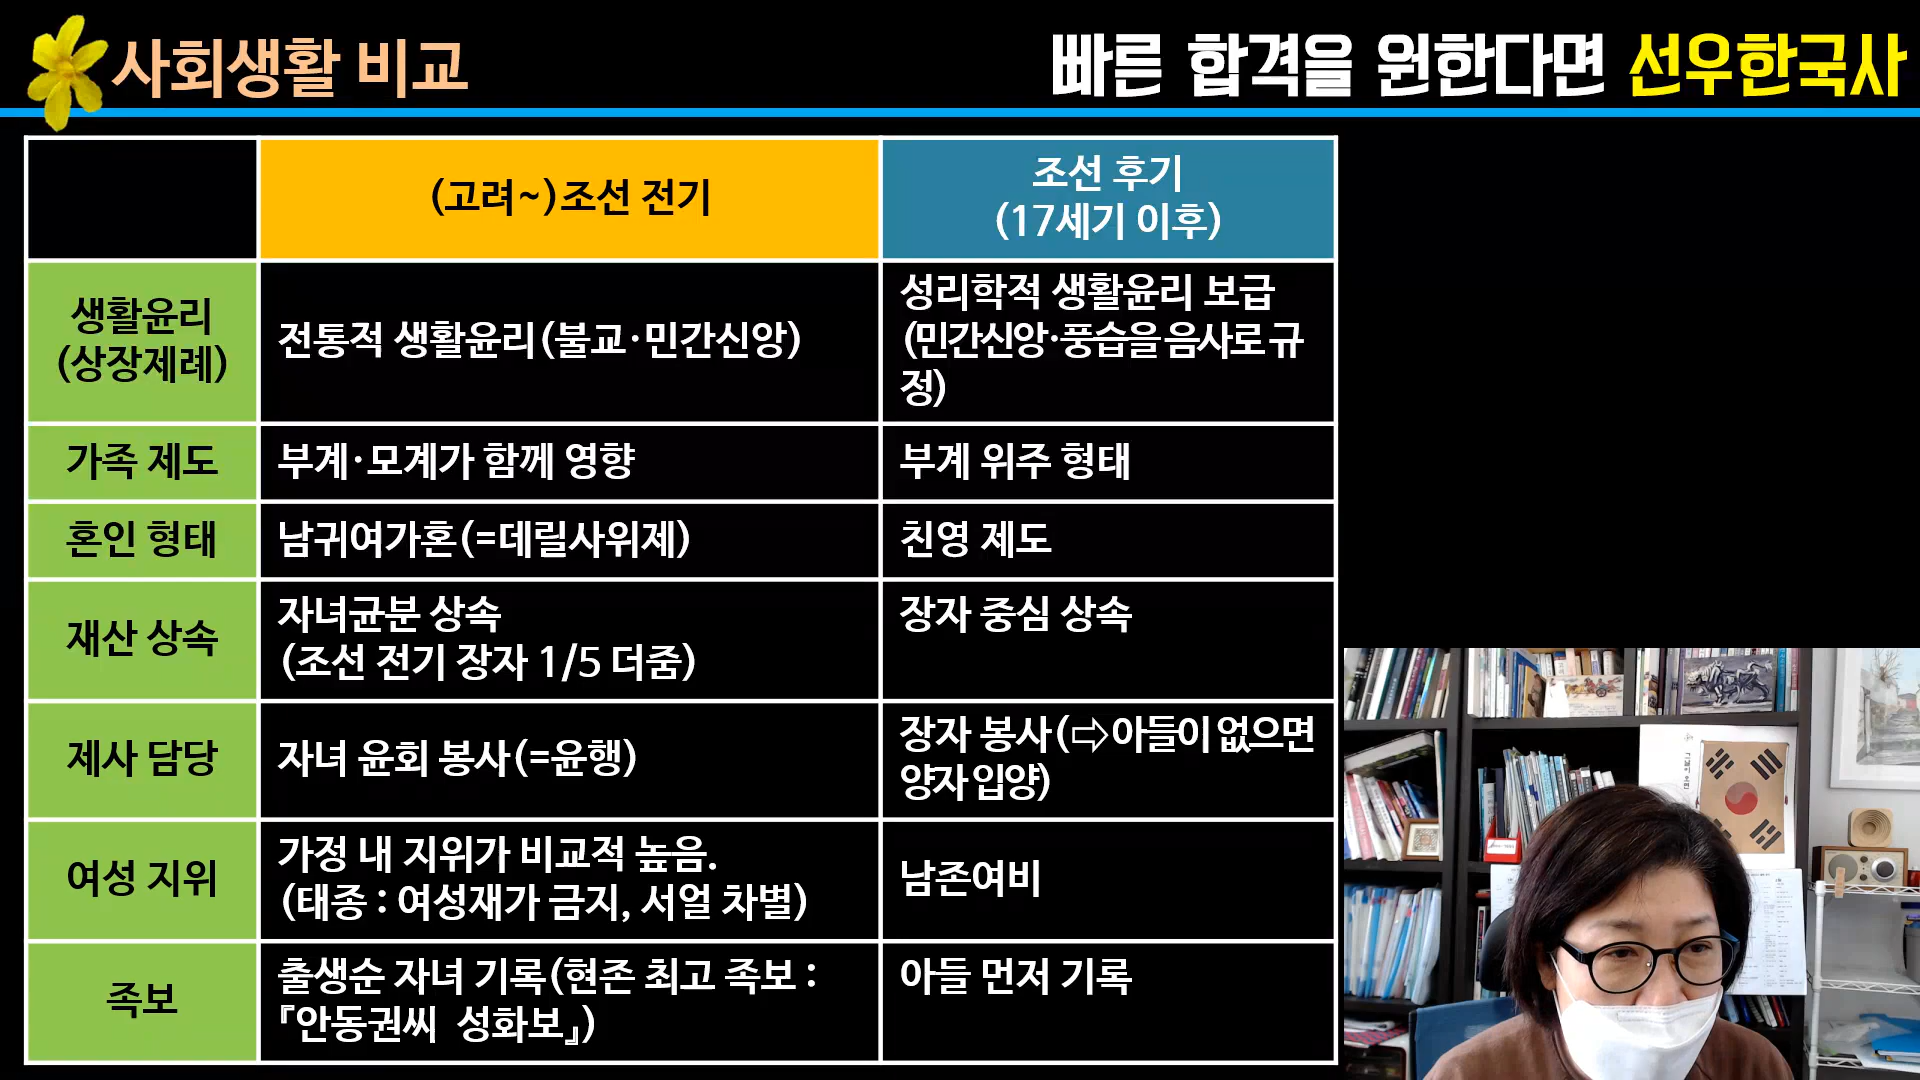 사회생활 비교
빠른 합격을 원한다면 선우한국사
(고려~)조선 전기
조선 후기
(17세기 이후)
생활윤리
(상장제례)
전통적 생활윤리(불교·민간신앙)
성리학적 생활윤리 보급
(민간신앙·풍습을 음사로 규
정)
가족 제도
부계·모계가 함께 영향
부계 위주 형태
혼인 형태
남귀여가혼(=데릴사위제)
친영 제도
재산 상속
자녀균분 상속
(조선 전기 장자 1/5 더줌)
장자 중심 상속
제사 담당
자녀 윤회 봉사(=윤행)
장자 봉사(⇨아들이 없으면
양자 입양)
여성 지위
가정 내 지위가 비교적 높음.
(태종 : 여성재가 금지, 서얼 차별)
남존여비
족보
출생순 자녀 기록(현존 최고 족보 :
『안동권씨 성화보』)
아들 먼저 기록
그날이 오면